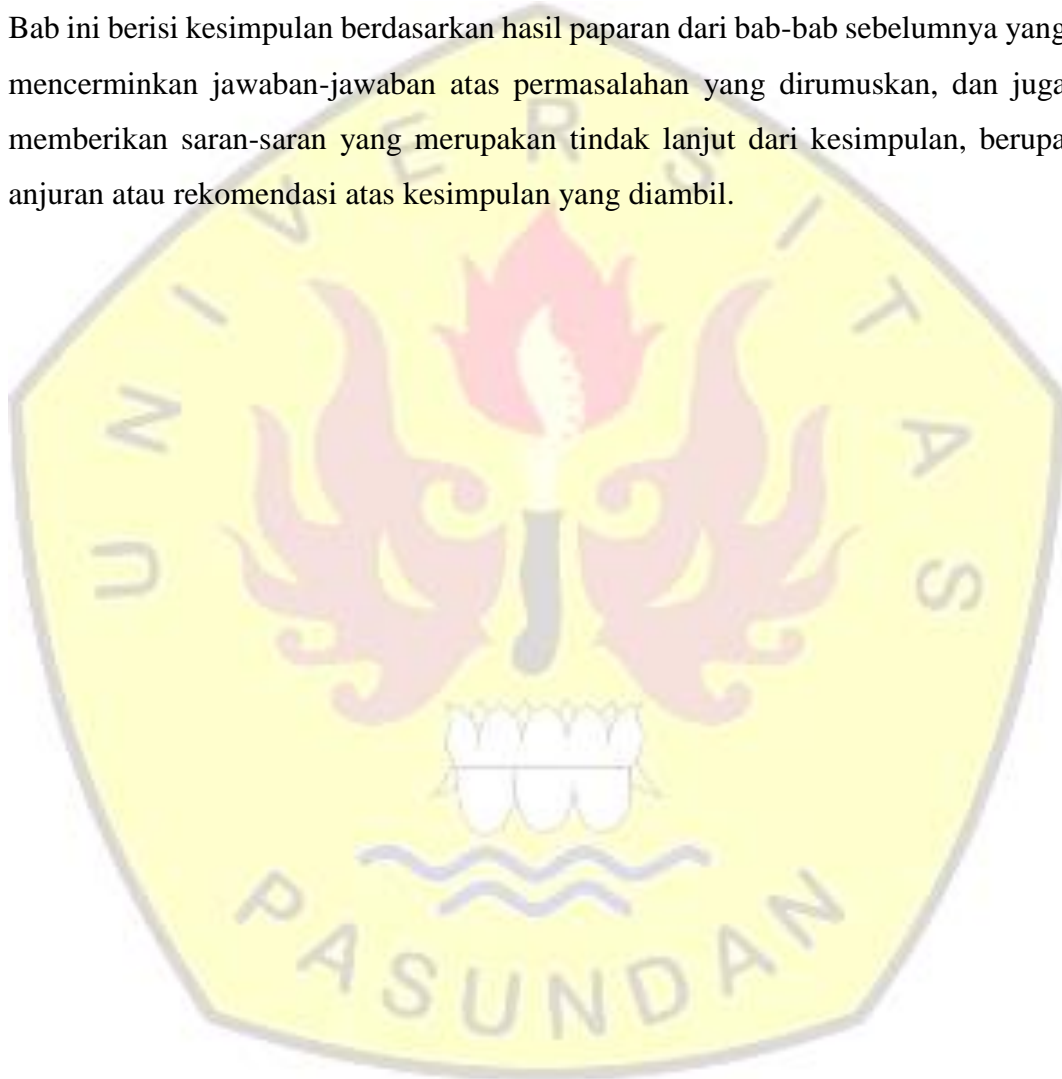 Bab ini berisi kesimpulan berdasarkan hasil paparan dari bab-bab sebelumnya yang
mencerminkan jawaban-jawaban atas permasalahan yang dirumuskan, dan juga
memberikan saran-saran yang merupakan tindak lanjut dari kesimpulan, berupa
anjuran atau rekomendasi atas kesimpulan yang diambil.
UNIVERSITAS
PASUNDAN